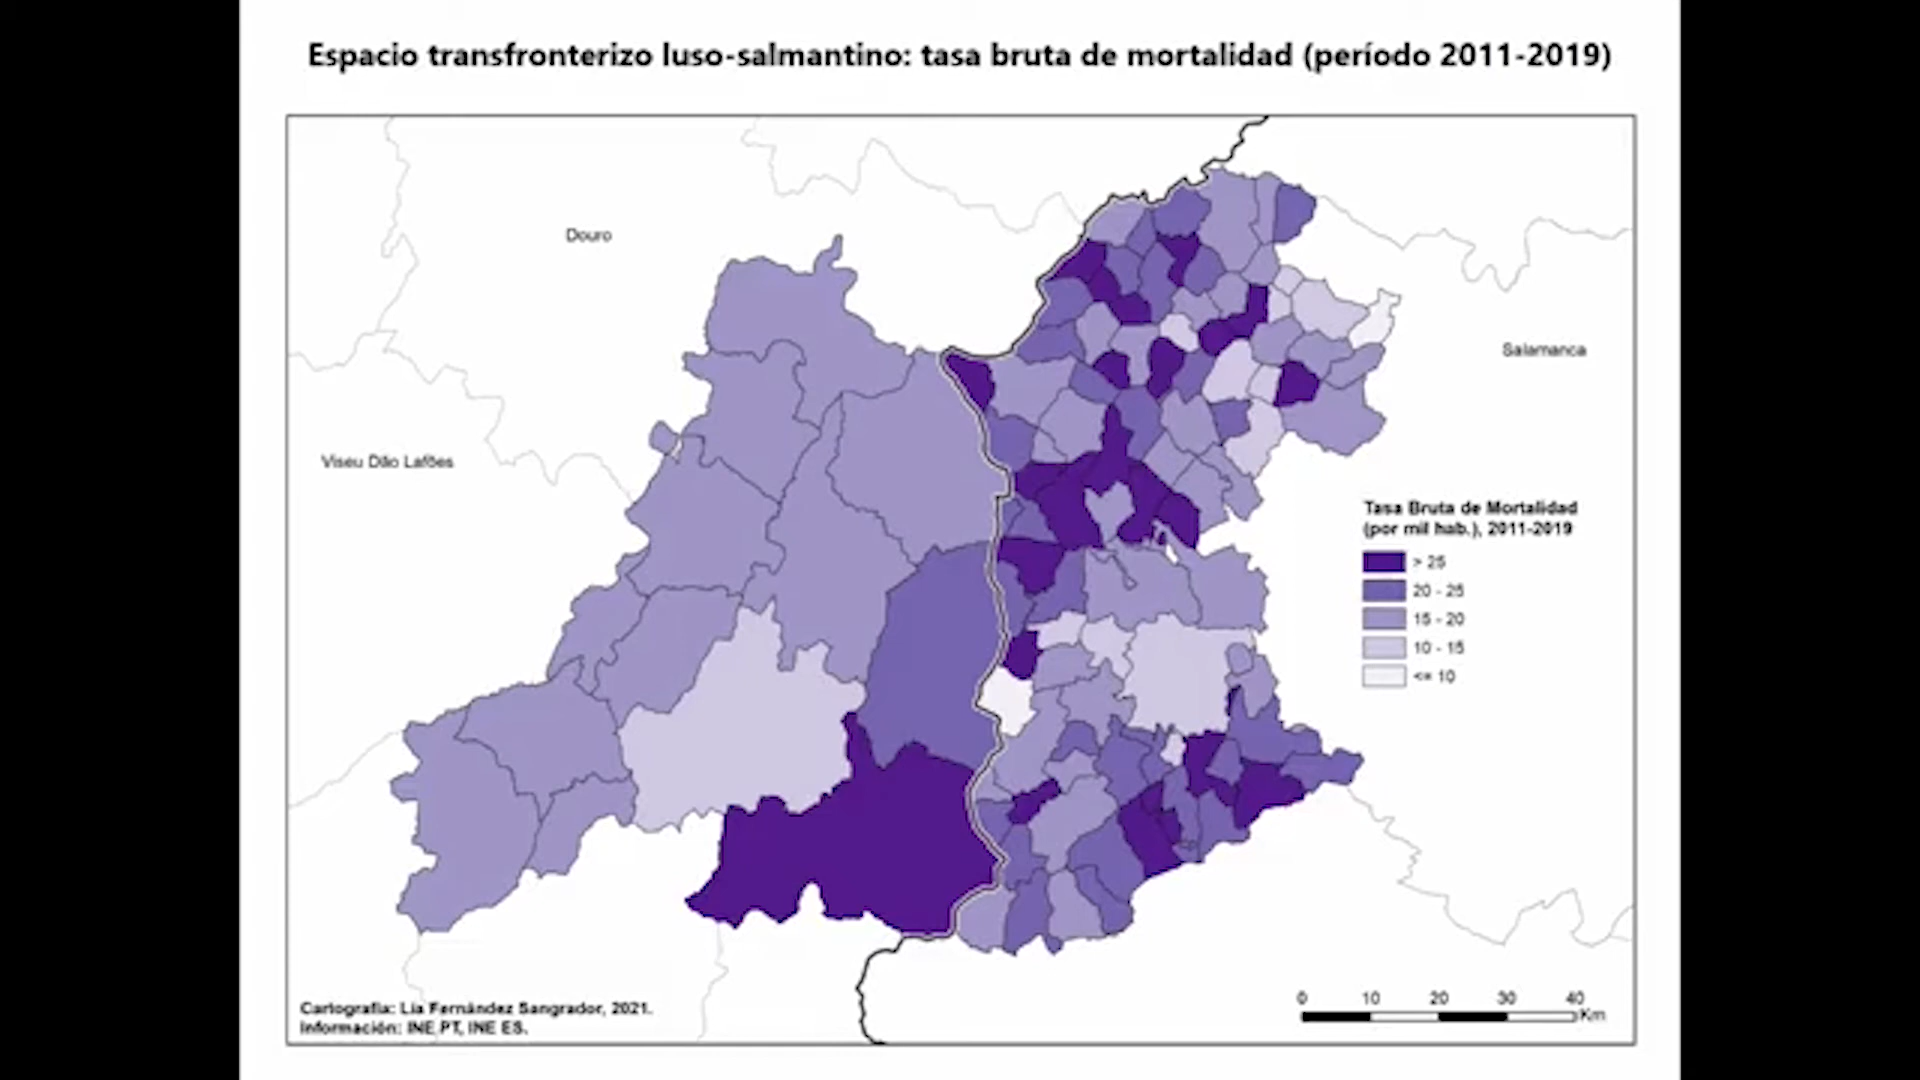 Espacio transfronterizo luso-salmantino: tasa bruta de mortalidad (período 2011-2019)
Douro
Salamanca
Viseu Dão Lafões
Tasa Bruta de Mortalidad
(por mil hab.), 2011-2019
> 25
20 - 25
15 - 20
10 - 15
<= 10
0 10 20 30 40
Km
Cartografía: Lía Fernández Sangrador, 2021.
Información: INE PT, INE ES.